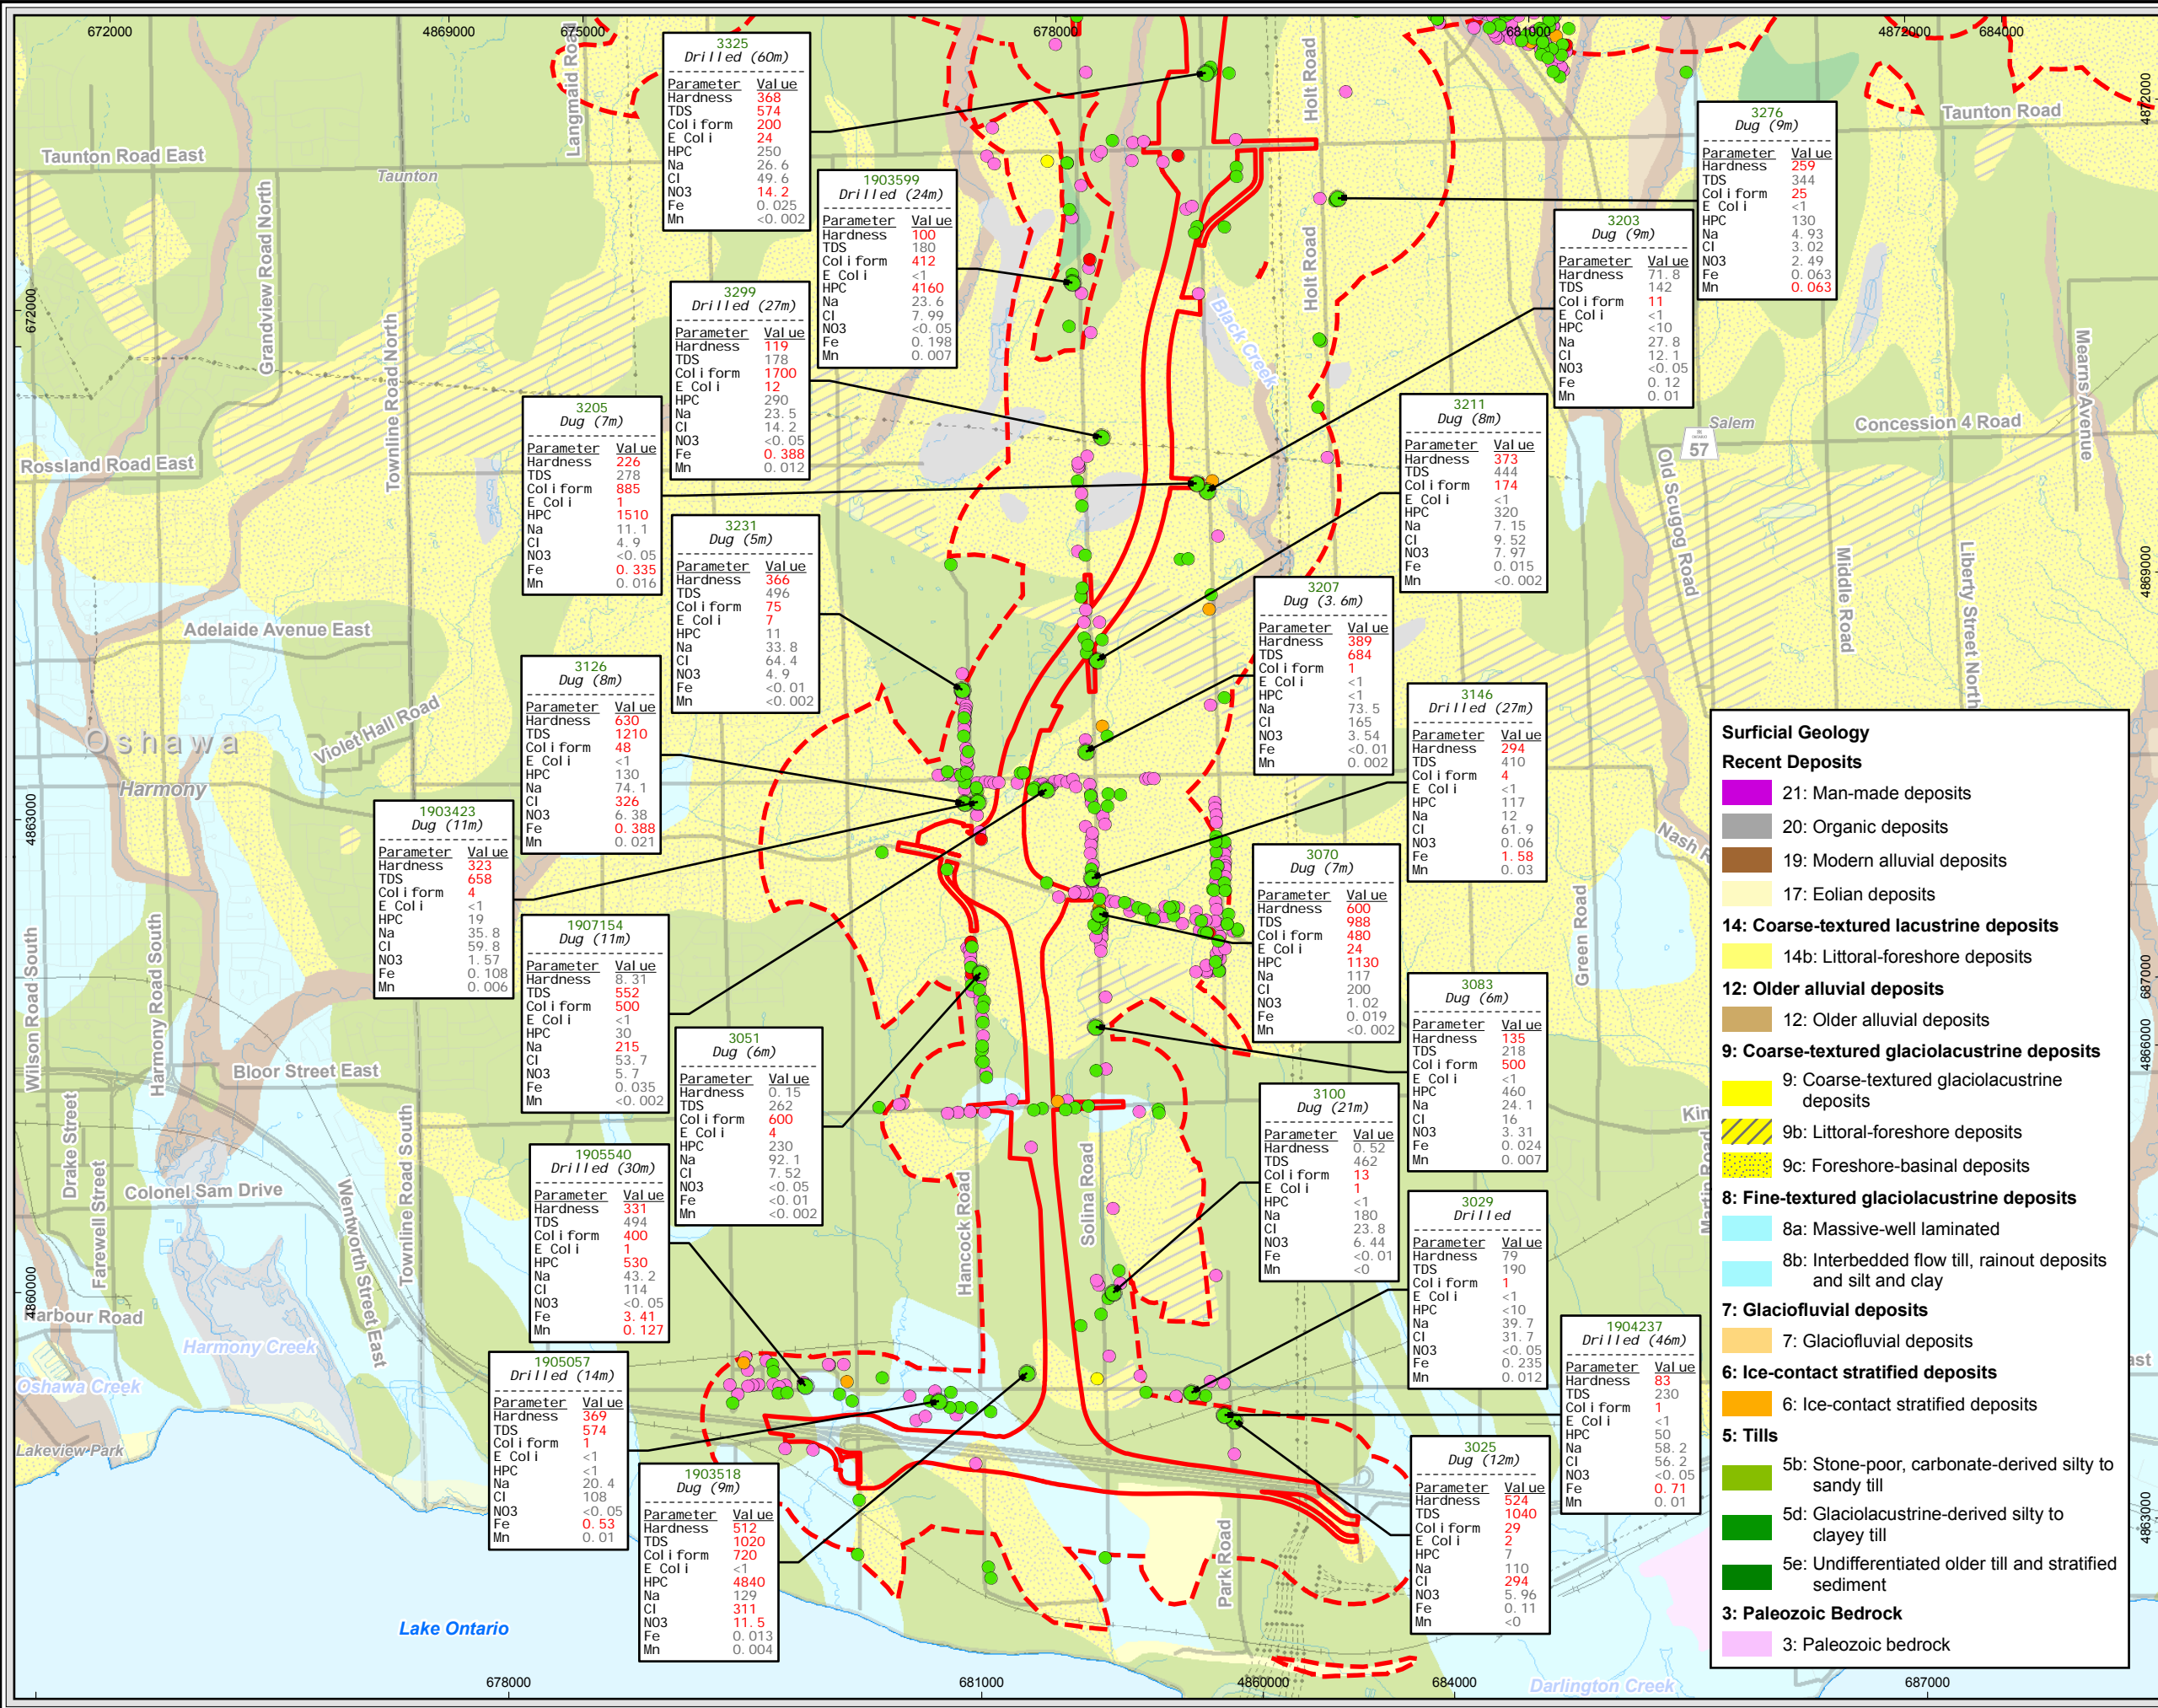 672000
4869000
675000
678000
681000
4872000
684000
3325
Drilled (60m)
Parameter Value
Hardness 368
TDS 574
Coliform 200
E Coli 24
HPC 250
Na 26.6
Cl 49.6
NO3 14.2
Fe 0.025
Mn <0.002
1903599
Drilled (24m)
Parameter Value
Hardness 100
TDS 180
Coliform 412
E Coli <1
HPC 4160
Na 23.6
Cl 7.99
NO3 <0.05
Fe 0.198
Mn 0.007
3276
Dug (9m)
Parameter Value
Hardness 259
TDS 344
Coliform 25
E Coli <1
HPC 130
Na 4.93
Cl 3.02
NO3 2.49
Fe 0.063
Mn 0.063
3203
Dug (9m)
Parameter Value
Hardness 71.8
TDS 142
Coliform 11
E Coli <1
HPC <10
Na 27.8
Cl 12.1
NO3 <0.05
Fe 0.12
Mn 0.01
3299
Drilled (27m)
Parameter Value
Hardness 119
TDS 178
Coliform 1700
E Coli 12
HPC 290
Na 23.5
Cl 14.2
NO3 <0.05
Fe 0.388
Mn 0.012
3205
Dug (7m)
Parameter Value
Hardness 226
TDS 278
Coliform 885
E Coli 1
HPC 1510
Na 11.1
Cl 4.9
NO3 <0.05
Fe 0.335
Mn 0.016
3211
Dug (8m)
Parameter Value
Hardness 373
TDS 444
Coliform 174
E Coli <1
HPC 320
Na 7.15
Cl 9.52
NO3 7.97
Fe 0.015
Mn <0.002
3231
Dug (5m)
Parameter Value
Hardness 366
TDS 496
Coliform 75
E Coli 7
HPC 11
Na 33.8
Cl 64.4
NO3 4.9
Fe <0.01
Mn <0.002
3207
Dug (3.6m)
Parameter Value
Hardness 389
TDS 684
Coliform 1
E Coli <1
HPC <1
Na 73.5
Cl 165
NO3 3.54
Fe <0.01
Mn 0.002
3126
Dug (8m)
Parameter Value
Hardness 630
TDS 1210
Coliform 48
E Coli <1
HPC 130
Na 74.1
Cl 326
NO3 6.38
Fe 0.388
Mn 0.021
3146
Drilled (27m)
Parameter Value
Hardness 294
TDS 410
Coliform 4
E Coli <1
HPC 117
Na 12
Cl 61.9
NO3 0.06
Fe 1.58
Mn 0.03
1903423
Dug (11m)
Parameter Value
Hardness 323
TDS 658
Coliform 4
E Coli <1
HPC 19
Na 35.8
Cl 59.8
NO3 1.57
Fe 0.108
Mn 0.006
3070
Dug (7m)
Parameter Value
Hardness 600
TDS 988
Coliform 480
E Coli 24
HPC 1130
Na 117
Cl 200
NO3 1.02
Fe 0.019
Mn <0.002
1907154
Dug (11m)
Parameter Value
Hardness 8.31
TDS 552
Coliform 500
E Coli <1
HPC 30
Na 215
Cl 53.7
NO3 5.7
Fe 0.035
Mn <0.002
3083
Dug (6m)
Parameter Value
Hardness 135
TDS 218
Coliform 500
E Coli <1
HPC 460
Na 24.1
Cl 16
NO3 3.31
Fe 0.024
Mn 0.007
3051
Dug (6m)
Parameter Value
Hardness 0.15
TDS 262
Coliform 600
E Coli 4
HPC 230
Na 92.1
Cl 7.52
NO3 <0.05
Fe <0.01
Mn <0.002
3100
Dug (21m)
Parameter Value
Hardness 0.52
TDS 462
Coliform 13
E Coli 1
HPC <1
Na 180
Cl 23.8
NO3 6.44
Fe <0.01
Mn <0
1905540
Drilled (30m)
Parameter Value
Hardness 331
TDS 494
Coliform 400
E Coli 1
HPC 530
Na 43.2
Cl 114
NO3 <0.05
Fe 3.41
Mn 0.127
3029
Drilled
Parameter Value
Hardness 79
TDS 190
Coliform 1
E Coli <1
HPC <10
Na 39.7
Cl 31.7
NO3 <0.05
Fe 0.235
Mn 0.012
1904237
Drilled (46m)
Parameter Value
Hardness 83
TDS 230
Coliform 1
E Coli <1
HPC 50
Na 58.2
Cl 56.2
NO3 <0.05
Fe 0.71
Mn 0.01
1905057
Drilled (14m)
Parameter Value
Hardness 369
TDS 574
Coliform 1
E Coli <1
HPC <1
Na 20.4
Cl 108
NO3 <0.05
Fe 0.53
Mn 0.01
3025
Dug (12m)
Parameter Value
Hardness 524
TDS 1040
Coliform 29
E Coli 2
HPC 7
Na 110
Cl 294
NO3 5.96
Fe 0.11
Mn <0
1903518
Dug (9m)
Parameter Value
Hardness 512
TDS 1020
Coliform 720
E Coli <1
HPC 4840
Na 129
Cl 311
NO3 11.5
Fe 0.013
Mn 0.004
Langmaid Road
Holt Road
Taunton Road
Taunton Road East
Taunton
Grandview Road North
Townline Road North
Holt Road
Black Creek
Mearns Avenue
Salem
57
Concession 4 Road
Rossland Road East
Old Scugog Road
Middle Road
Liberty Street North
Adelaide Avenue East
Violet Hall Road
Oshawa
Harmony
Nash R
Green Road
Wilson Road South
Harmony Road South
Bloor Street East
Drake Street
Farewell Street
Colonel Sam Drive
Wentworth Street East
Townline Road South
Hancock Road
Solina Road
Kin
Martin Road
Harbour Road
Harmony Creek
Oshawa Creek
Lakeview Park
ast
Park Road
Lake Ontario
Darlington Creek
672000
4863000
4860000
4872000
4869000
687000
4866000
4863000
678000
681000
4860000
684000
687000
Surficial Geology
Recent Deposits
21: Man-made deposits
20: Organic deposits
19: Modern alluvial deposits
17: Eolian deposits
14: Coarse-textured lacustrine deposits
14b: Littoral-foreshore deposits
12: Older alluvial deposits
12: Older alluvial deposits
9: Coarse-textured glaciolacustrine deposits
9: Coarse-textured glaciolacustrine
deposits
9b: Littoral-foreshore deposits
9c: Foreshore-basinal deposits
8: Fine-textured glaciolacustrine deposits
8a: Massive-well laminated
8b: Interbedded flow till, rainout deposits
and silt and clay
7: Glaciofluvial deposits
7: Glaciofluvial deposits
6: Ice-contact stratified deposits
6: Ice-contact stratified deposits
5: Tills
5b: Stone-poor, carbonate-derived silty to
sandy till
5d: Glaciolacustrine-derived silty to
clayey till
5e: Undifferentiated older till and stratified
sediment
3: Paleozoic Bedrock
3: Paleozoic bedrock